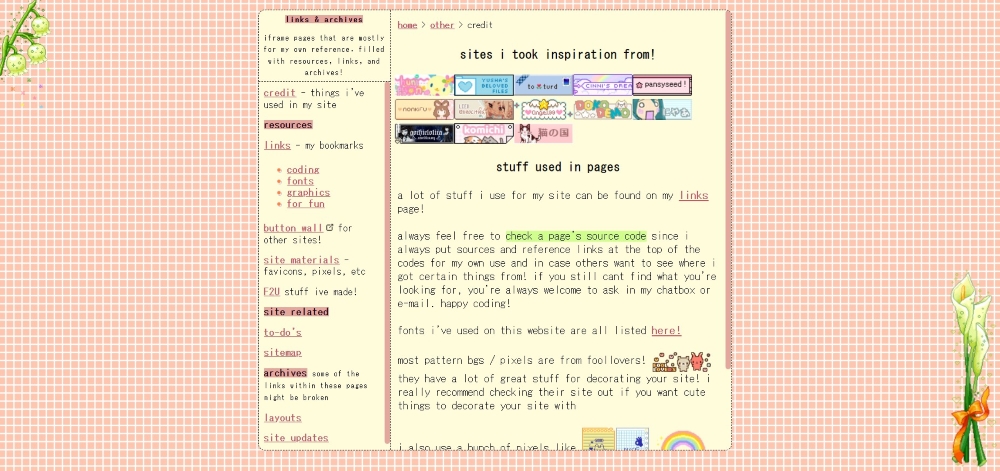 links & archives
iframe pages that are mostly
for my own reference, filled
with resources, links, and
archives!
credit - things i've
used in my site
resources
links - my bookmarks
coding
fonts
graphics
for fun
button wall for
other sites!
site materials -
favicons, pixels, etc
F2U stuff ive made!
site related
to-do's
sitemap
archives some of the
links within these pages
might be broken
layouts
site updates
home > other > credit
sites i took inspiration from!
YUSHA'S
BELOVED
FILES
to turd
CINNI'S DREAM
pansyseed!
komichi
猫の国
stuff used in pages
a lot of stuff i use for my site can be found on my links
page!
always feel free to check a page's source code since i
always put sources and reference links at the top of the
codes for my own use and in case others want to see where i
got certain things from! if you still cant find what you're
looking for, you're always welcome to ask in my chatbox or
e-mail. happy coding!
fonts i've used on this website are all listed here!
most pattern bgs / pixels are from foollovers!
they have a lot of great stuff for decorating your site! i
really recommend checking their site out if you want cute
things to decorate your site with
i also use a bunch of pixels like